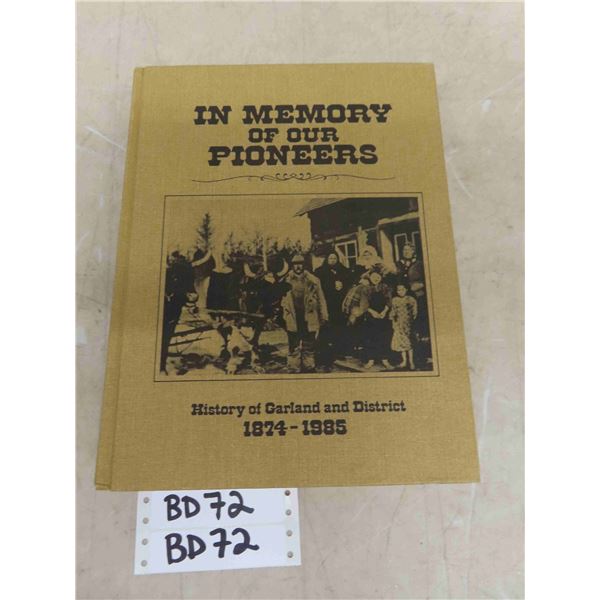 IN MEMORY
OF OUR
PIONEERS
History of Garland and District
1874-1985
BD72
BD72